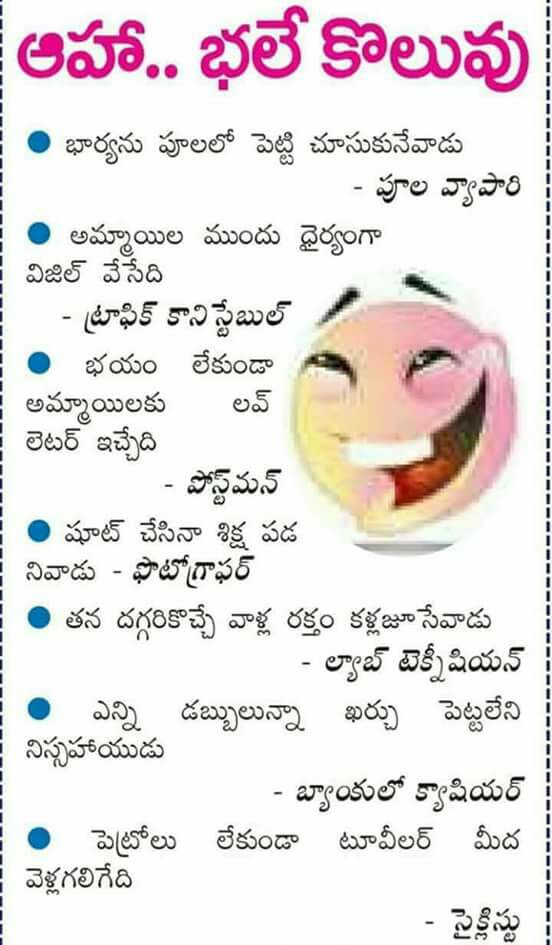 ఆహా.. భలే కొలువు
● భార్యను పూలలో పెట్టి చూసుకునేవాడు
- పూల వ్యాపారి
● అమ్మాయిల ముందు ధైర్యంగా
విజిల్ వేసేది
- ట్రాఫిక్ కానిస్టేబుల్
● భయం లేకుండా
అమ్మాయిలకు లవ్
లెటర్ ఇచ్చేది
- పోస్ట్‌మన్
● షూట్ చేసినా శిక్ష పడ
నివాడు - ఫొటోగ్రాఫర్
● తన దగ్గరికొచ్చే వాళ్ల రక్తం కళ్లజూసేవాడు
- ల్యాబ్ టెక్నీషియన్
● ఎన్ని డబ్బులున్నా ఖర్చు పెట్టలేని
నిస్సహాయుడు
- బ్యాంకులో క్యాషియర్
● పెట్రోలు లేకుండా టూవీలర్ మీద
వెళ్లగలిగేది
- సైక్లిస్టు